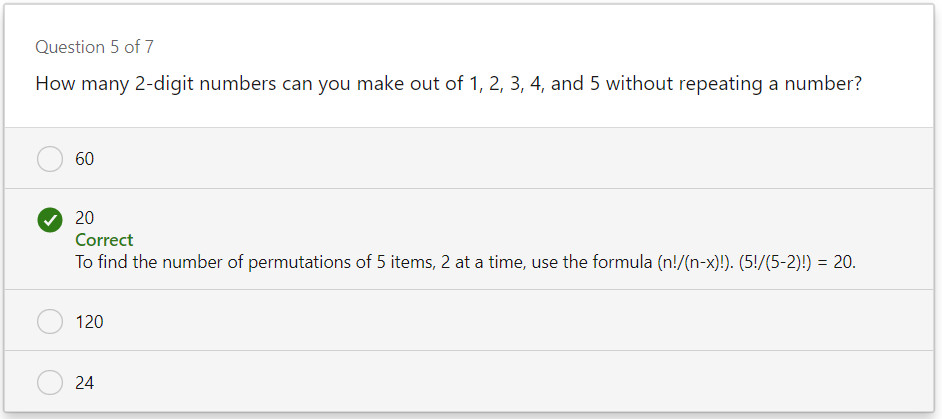 Question 5 of 7
How many 2-digit numbers can you make out of 1, 2, 3, 4, and 5 without repeating a number?
60
20
Correct
To find the number of permutations of 5 items, 2 at a time, use the formula (n!/(n-x)!). (5!/(5-2)!) = 20.
120
24